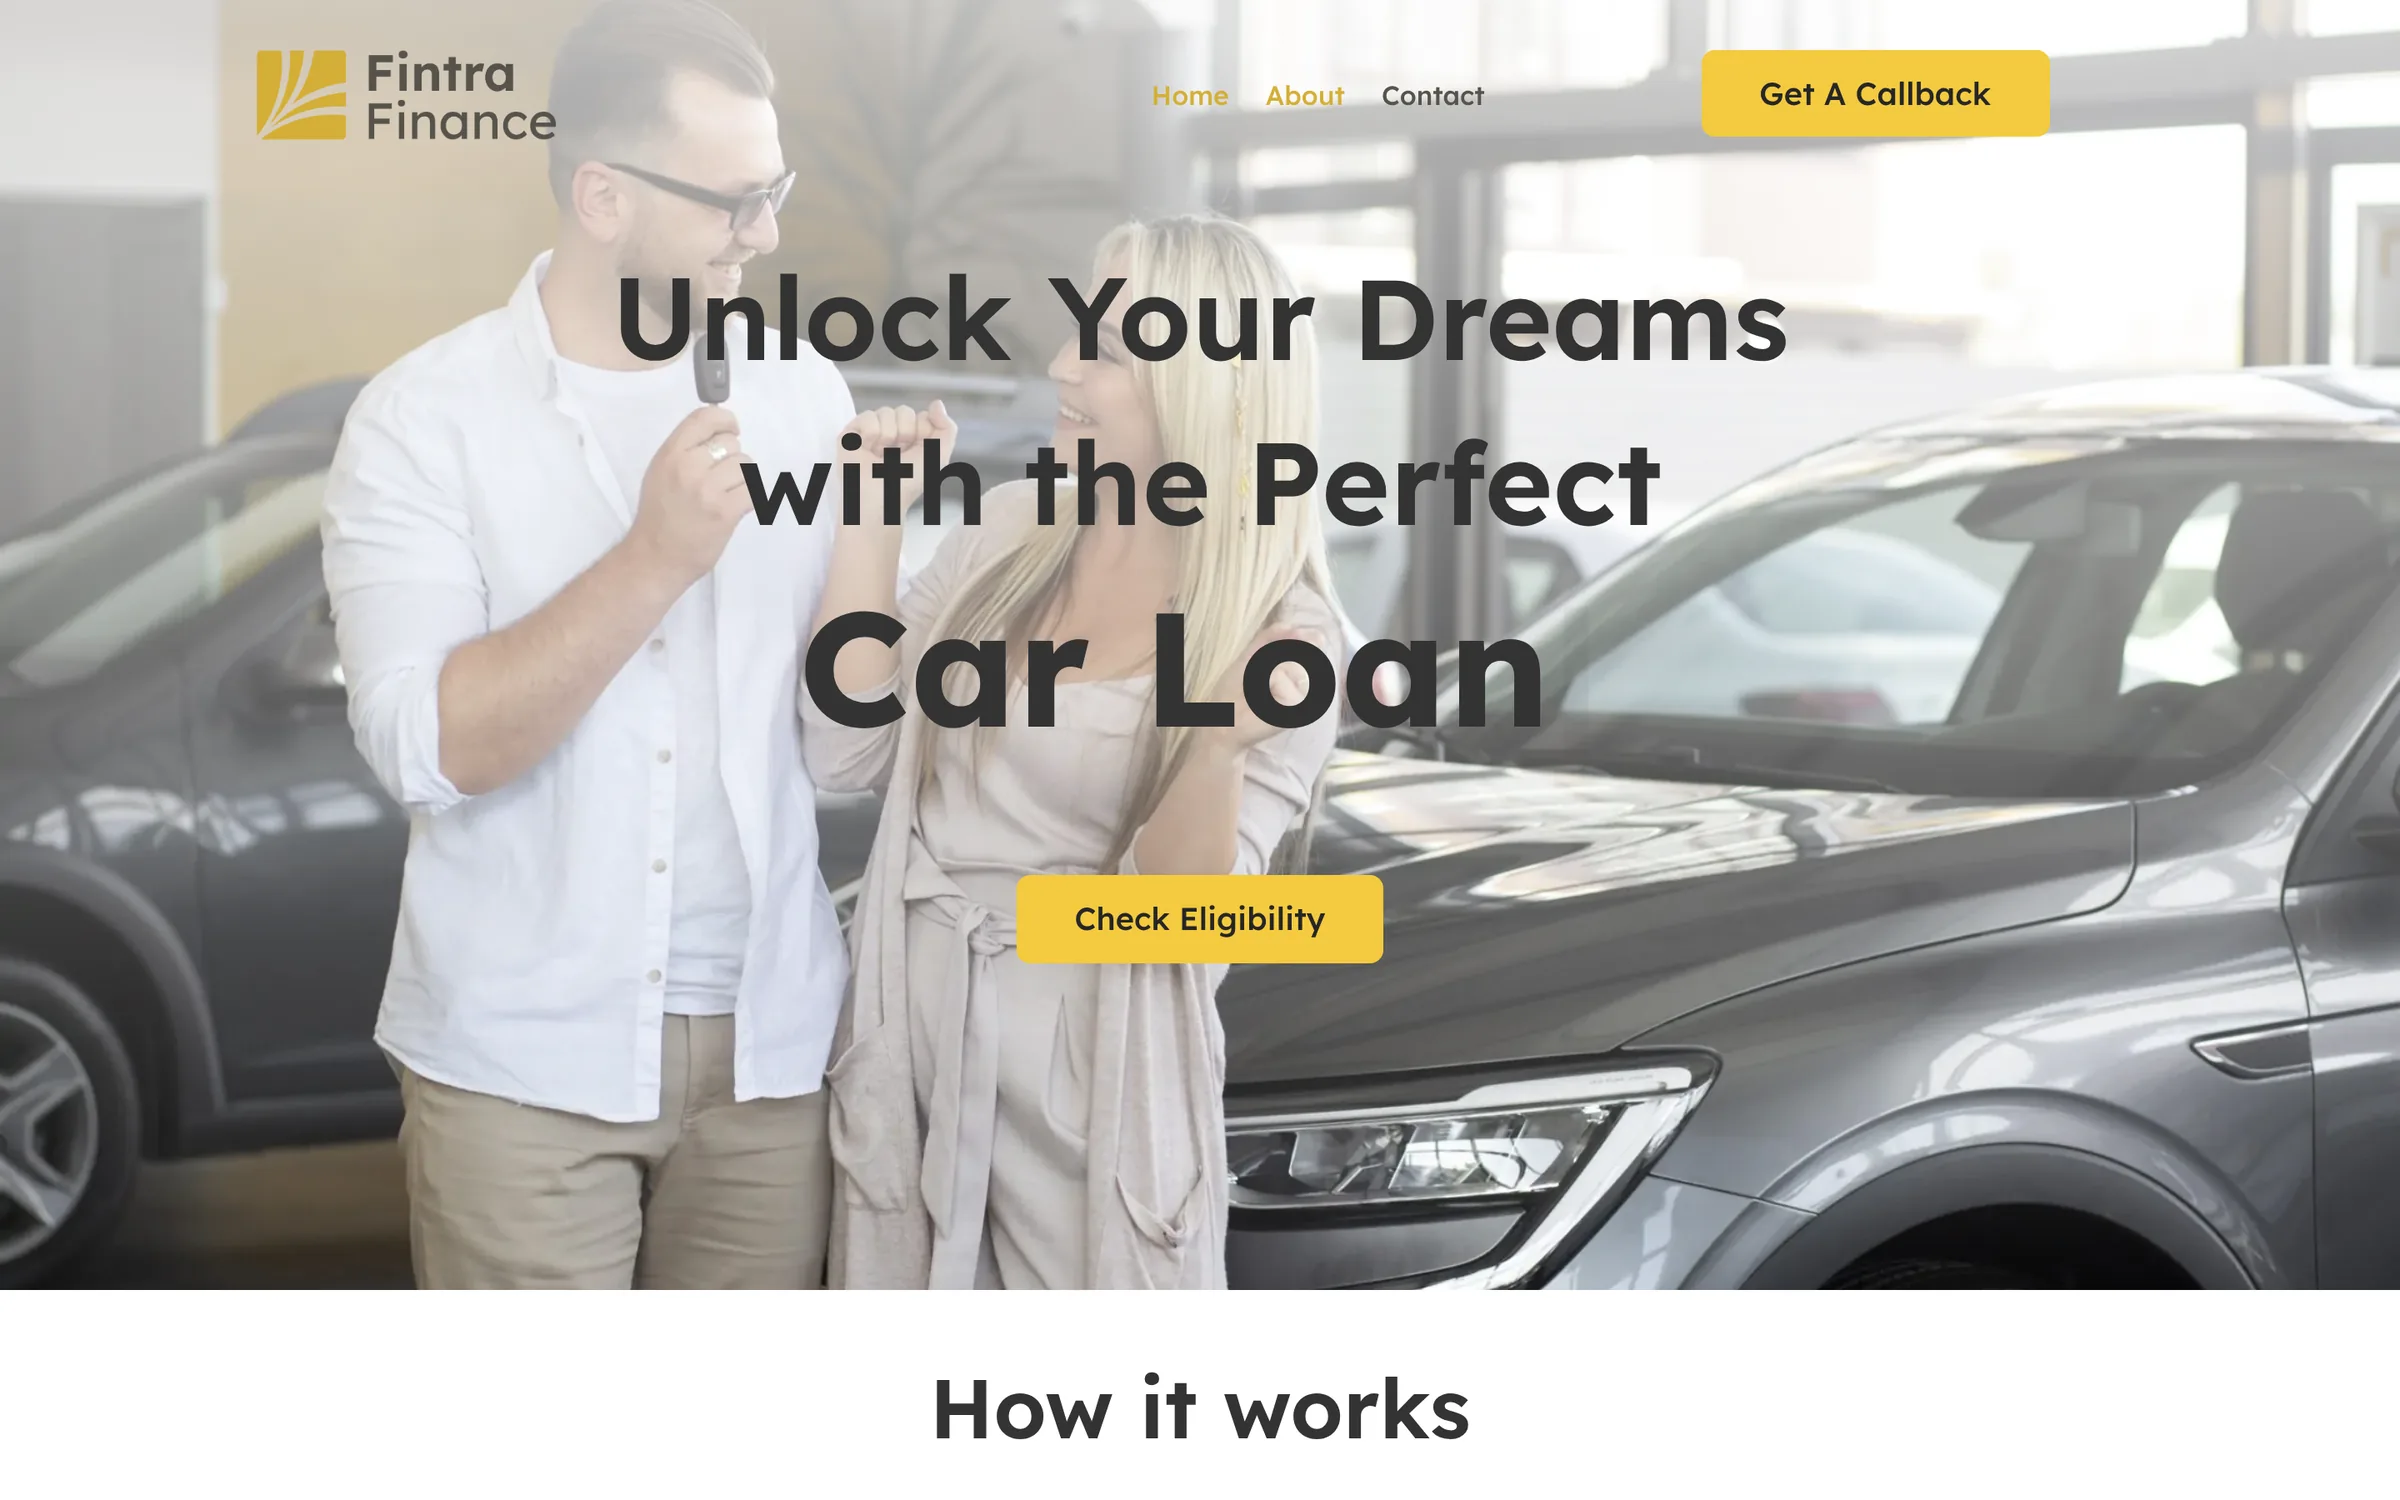 Fintra
Finance
Home About Contact
Get A Callback
Unlock Your Dreams
with the Perfect
Car Loan
Check Eligibility
How it works